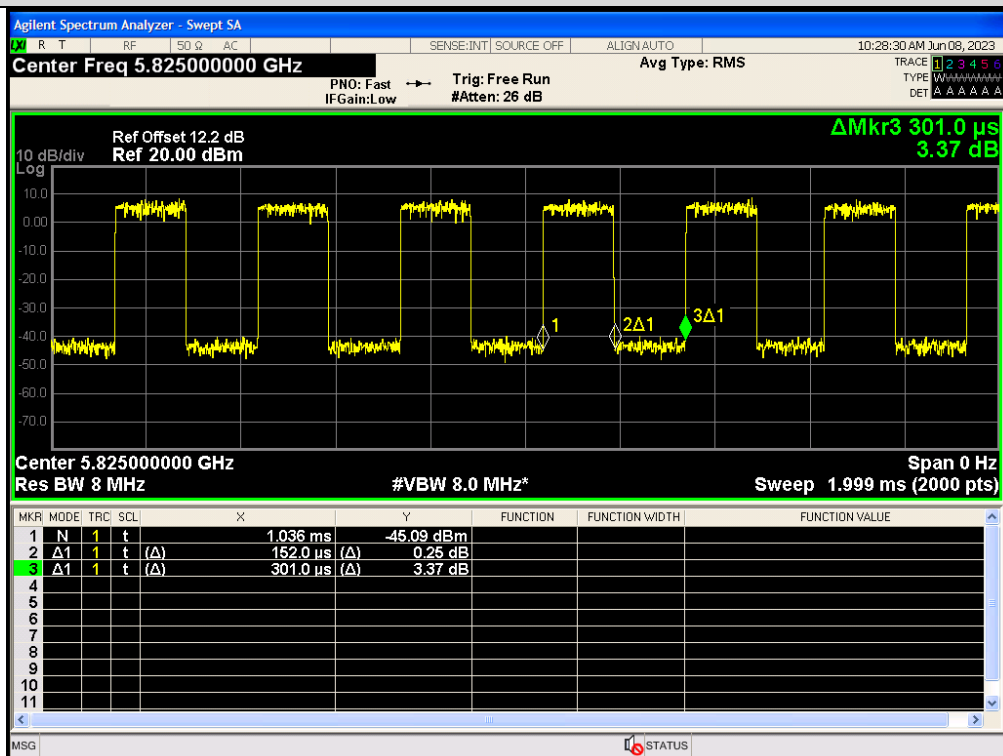 Agilent Spectrum Analyzer - Swept SA
LXI R T RF 50 Ω AC SENSE:INT SOURCE OFF ALIGN AUTO 10:28:30 AM Jun 08, 2023
Center Freq 5.825000000 GHz Avg Type: RMS TRACE 1 2 3 4 5 6
PNO: Fast Trig: Free Run TYPE W W W W W W
IFGain:Low #Atten: 26 dB DET A A A A A A
ΔMkr3 301.0 µs
Ref Offset 12.2 dB
10 dB/div Ref 20.00 dBm 3.37 dB
Log
10.0
0.00
-10.0
-20.0
-30.0
-40.0
-50.0
-60.0
-70.0
1
2Δ1
3Δ1
Center 5.825000000 GHz Span 0 Hz
Res BW 8 MHz #VBW 8.0 MHz* Sweep 1.999 ms (2000 pts)
MKR MODE TRC SCL X Y FUNCTION FUNCTION WIDTH FUNCTION VALUE
1 N 1 t 1.036 ms -45.09 dBm
2 Δ1 1 t (Δ) 152.0 µs (Δ) 0.25 dB
3 Δ1 1 t (Δ) 301.0 µs (Δ) 3.37 dB
4
5
6
7
8
9
10
11
MSG STATUS